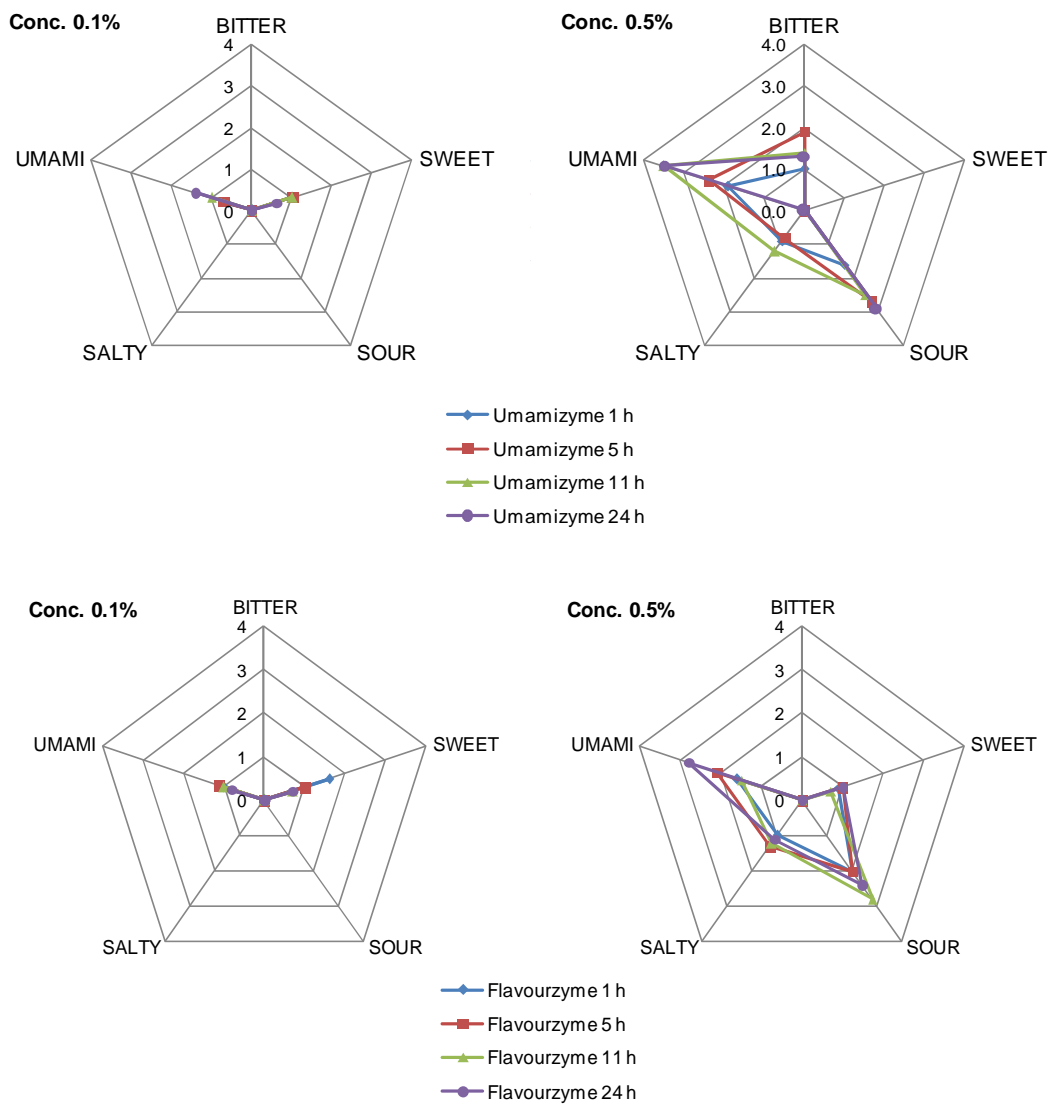 Conc. 0.1%
BITTER
4
3
2
1
0
UMAMI
SWEET
SALTY
SOUR
Conc. 0.5%
BITTER
4.0
3.0
2.0
1.0
0.0
UMAMI
SWEET
SALTY
SOUR
Umamizyme 1 h
Umamizyme 5 h
Umamizyme 11 h
Umamizyme 24 h
Conc. 0.1%
BITTER
4
3
2
1
0
UMAMI
SWEET
SALTY
SOUR
Conc. 0.5%
BITTER
4
3
2
1
0
UMAMI
SWEET
SALTY
SOUR
Flavourzyme 1 h
Flavourzyme 5 h
Flavourzyme 11 h
Flavourzyme 24 h